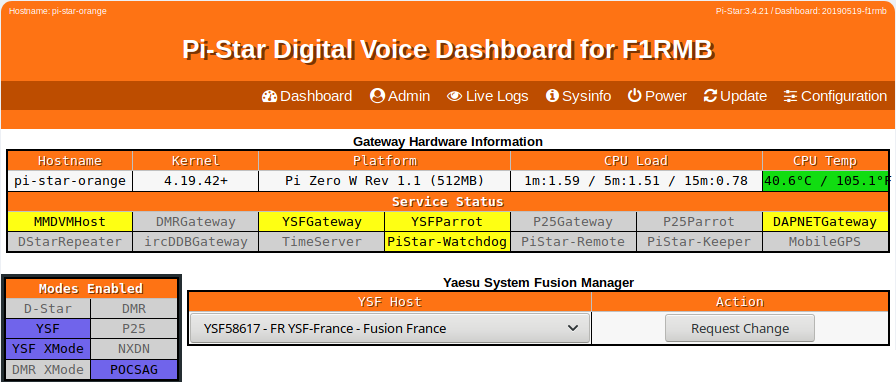 Hostname: pi-star-orange Pi-Star:3.4.21 / Dashboard: 20190519-f1rmb
Pi-Star Digital Voice Dashboard for F1RMB
Dashboard Admin Live Logs Sysinfo Power Update Configuration
Gateway Hardware Information
Hostname Kernel Platform CPU Load CPU Temp
pi-star-orange 4.19.42+ Pi Zero W Rev 1.1 (512MB) 1m:1.59 / 5m:1.51 / 15m:0.78 40.6°C / 105.1°F
Service Status
MMDVMHost DMRGateway YSFGateway YSFParrot P25Gateway P25Parrot DAPNETGateway
DStarRepeater ircDDBGateway TimeServer PiStar-Watchdog PiStar-Remote PiStar-Keeper MobileGPS
Modes Enabled
D-Star DMR
YSF P25
YSF XMode NXDN
DMR XMode POCSAG
Yaesu System Fusion Manager
YSF Host Action
YSF58617 - FR YSF-France - Fusion France Request Change